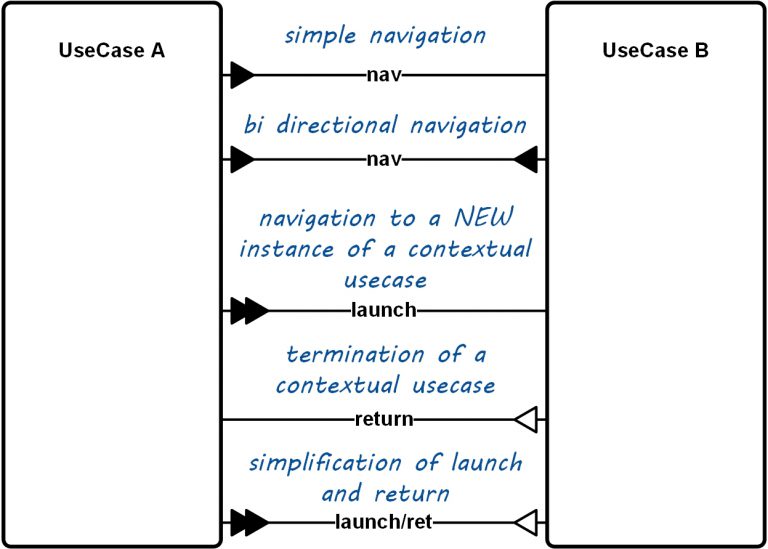 UseCase A
UseCase B
simple navigation
nav
bi directional navigation
nav
navigation to a NEW
instance of a contextual
usecase
launch
termination of a
contextual usecase
return
simplification of launch
and return
launch/ret